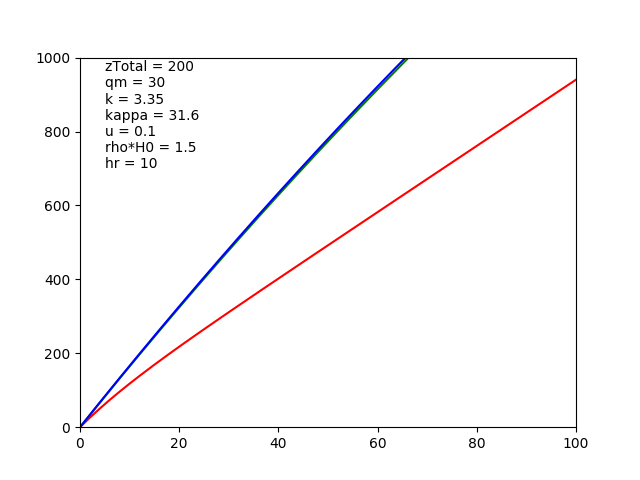 1000
800
600
400
200
0
zTotal = 200
qm = 30
k = 3.35
kappa = 31.6
u = 0.1
rho*H0 = 1.5
hr = 10
0 20 40 60 80 100